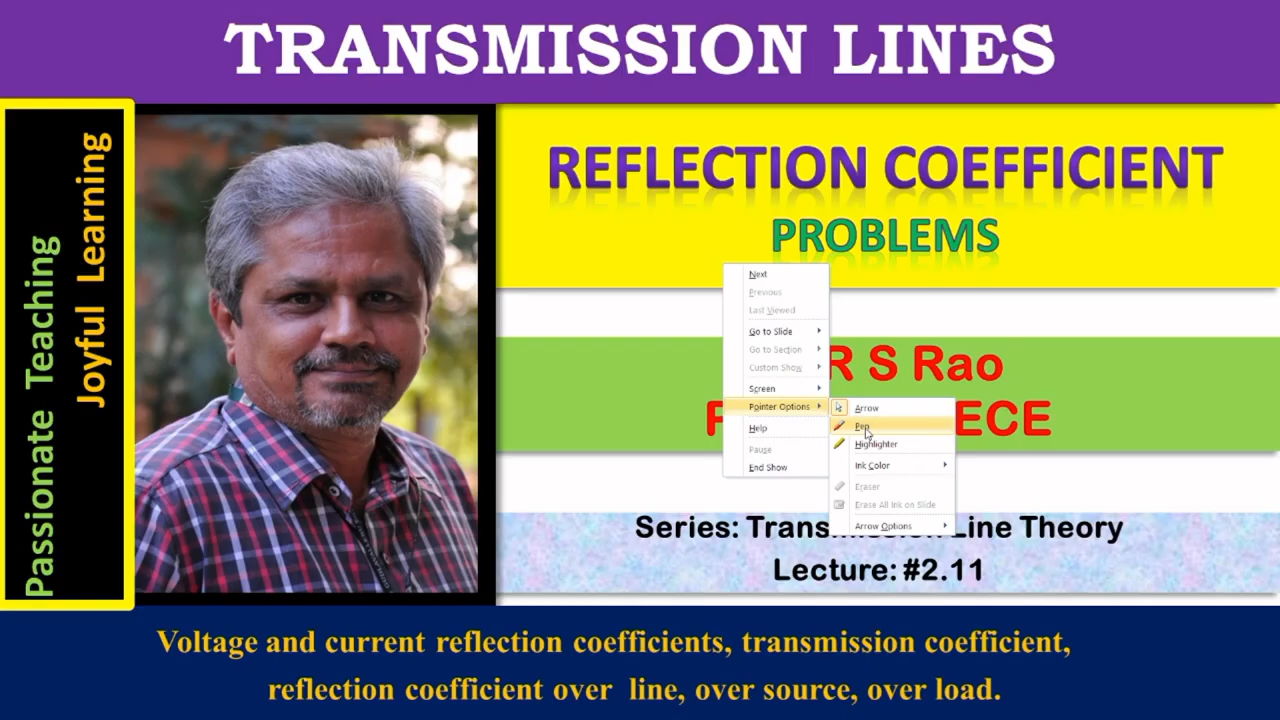 TRANSMISSION LINES
Passionate Teaching
Joyful Learning
REFLECTION COEFFICIENT
PROBLEMS
R S Rao
ECE
Next
Previous
Last Viewed
Go to Slide
Go to Section
Custom Show
Screen
Pointer Options
Help
Pause
End Show
Arrow
Pen
Highlighter
Ink Color
Eraser
Erase All Ink on Slide
Arrow Options
Series: Line Theory
Lecture: #2.11
Voltage and current reflection coefficients, transmission coefficient,
reflection coefficient over line, over source, over load.